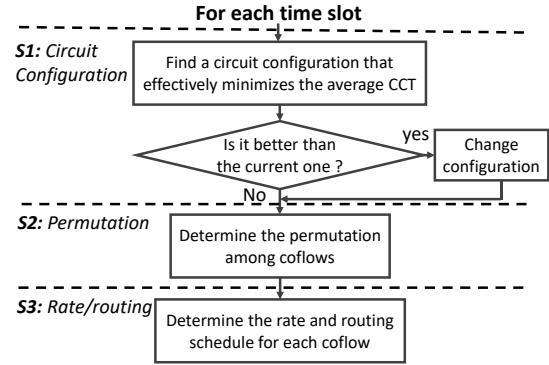 For each time slot
S1: Circuit
Configuration
Find a circuit configuration that
effectively minimizes the average CCT
Is it better than
the current one ?
yes
Change
configuration
No
S2: Permutation
Determine the permutation
among coflows
S3: Rate/routing
Determine the rate and routing
schedule for each coflow